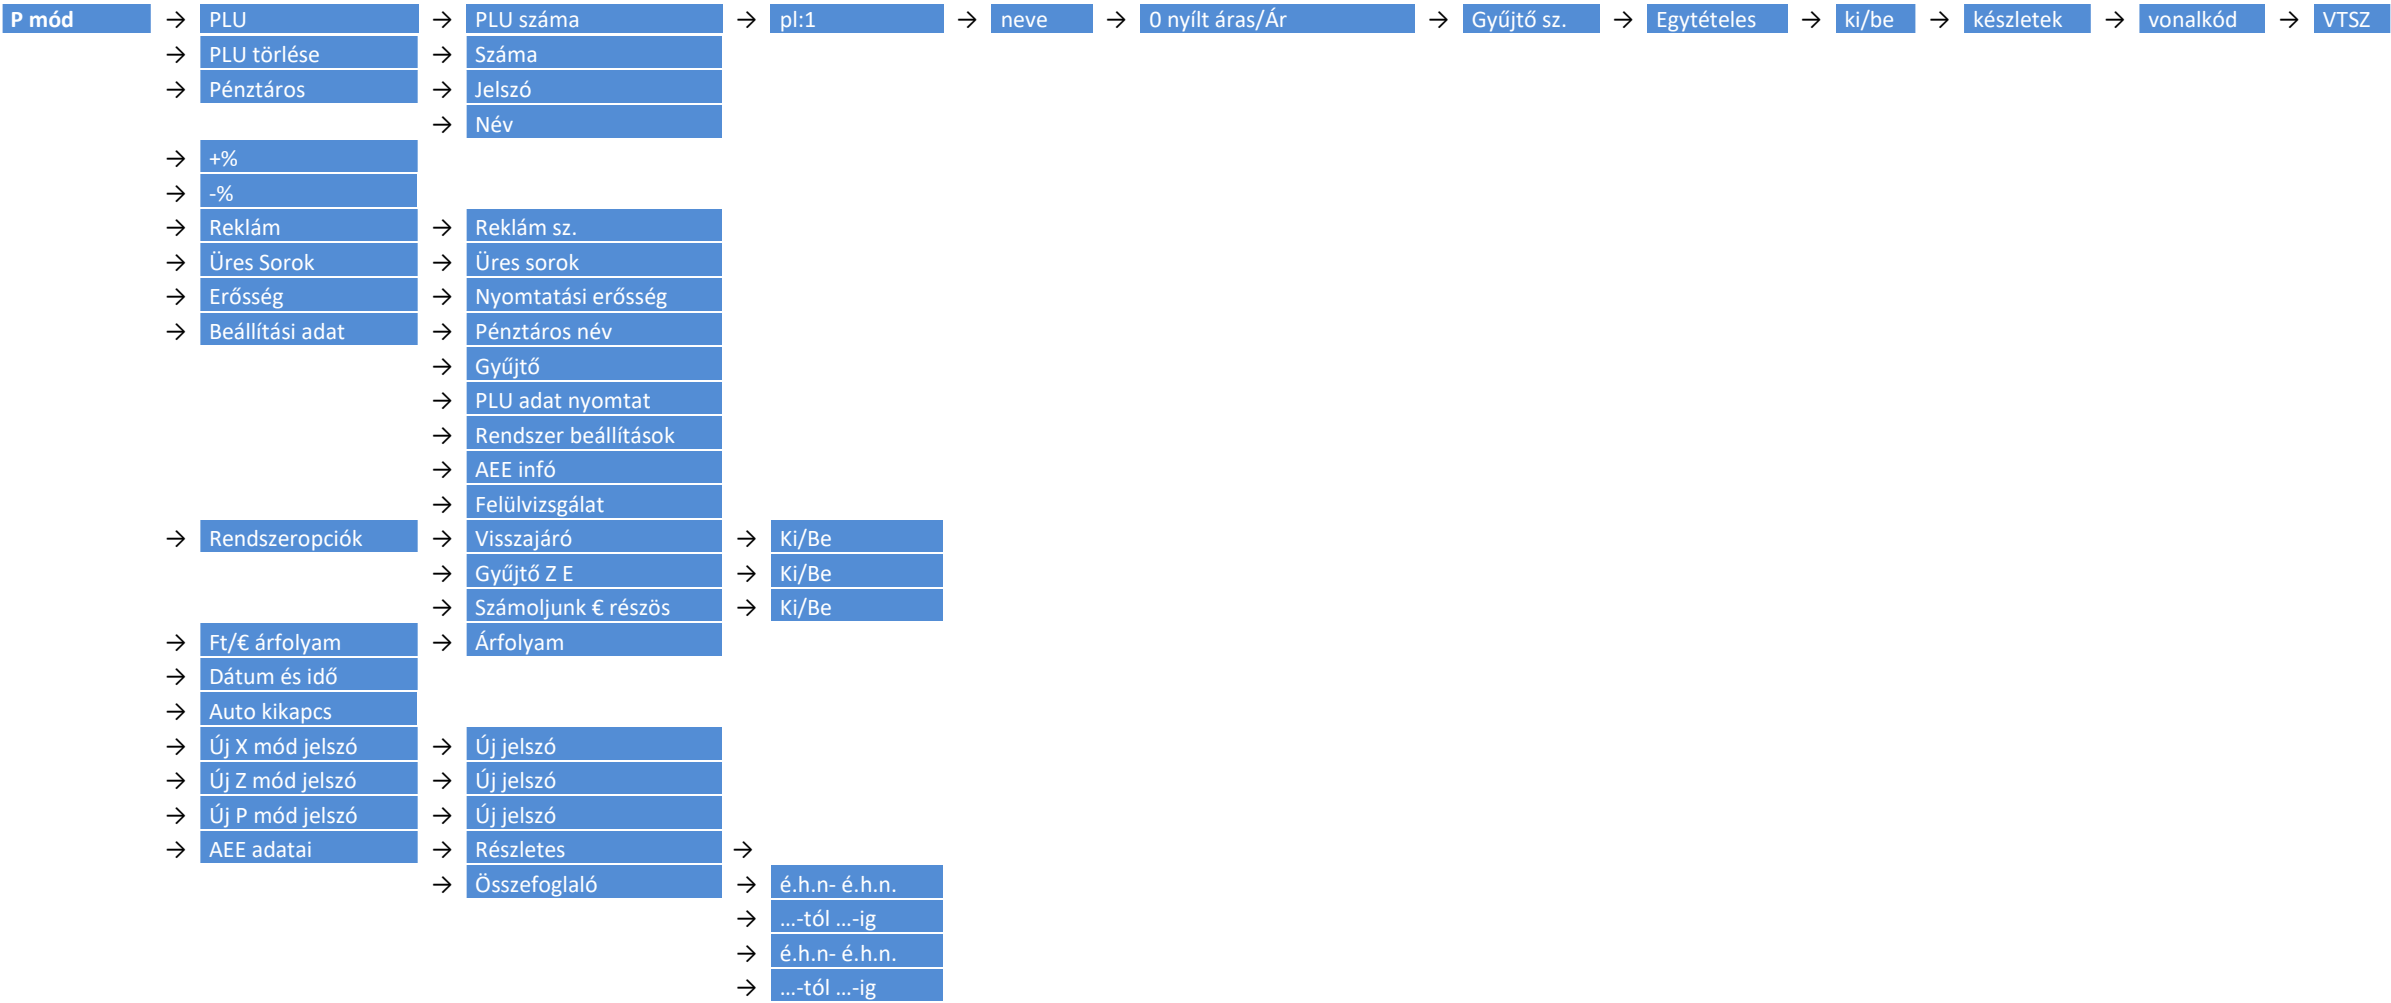 P mód → PLU → PLU száma → pl:1 → neve → 0 nyílt áras/Ár → Gyűjtő sz. → Egytételes → ki/be → készletek → vonalkód → VTSZ
→ PLU törlése → Száma
→ Pénztáros → Jelszó
→ Név
→ +%
→ -%
→ Reklám → Reklám sz.
→ Üres Sorok → Üres sorok
→ Erősség → Nyomtatási erősség
→ Beállítási adat → Pénztáros név
→ Gyűjtő
→ PLU adat nyomtat
→ Rendszer beállítások
→ AEE infó
→ Felülvizsgálat
→ Rendszeropciók → Visszajáró → Ki/Be
→ Gyűjtő Z E → Ki/Be
→ Számoljunk € részös → Ki/Be
→ Ft/€ árfolyam → Árfolyam
→ Dátum és idő
→ Auto kikapcs
→ Új X mód jelszó → Új jelszó
→ Új Z mód jelszó → Új jelszó
→ Új P mód jelszó → Új jelszó
→ AEE adatai → Részletes →
→ Összefoglaló → é.h.n- é.h.n.
→ ...-tól ...-ig
→ é.h.n- é.h.n.
→ ...-tól ...-ig